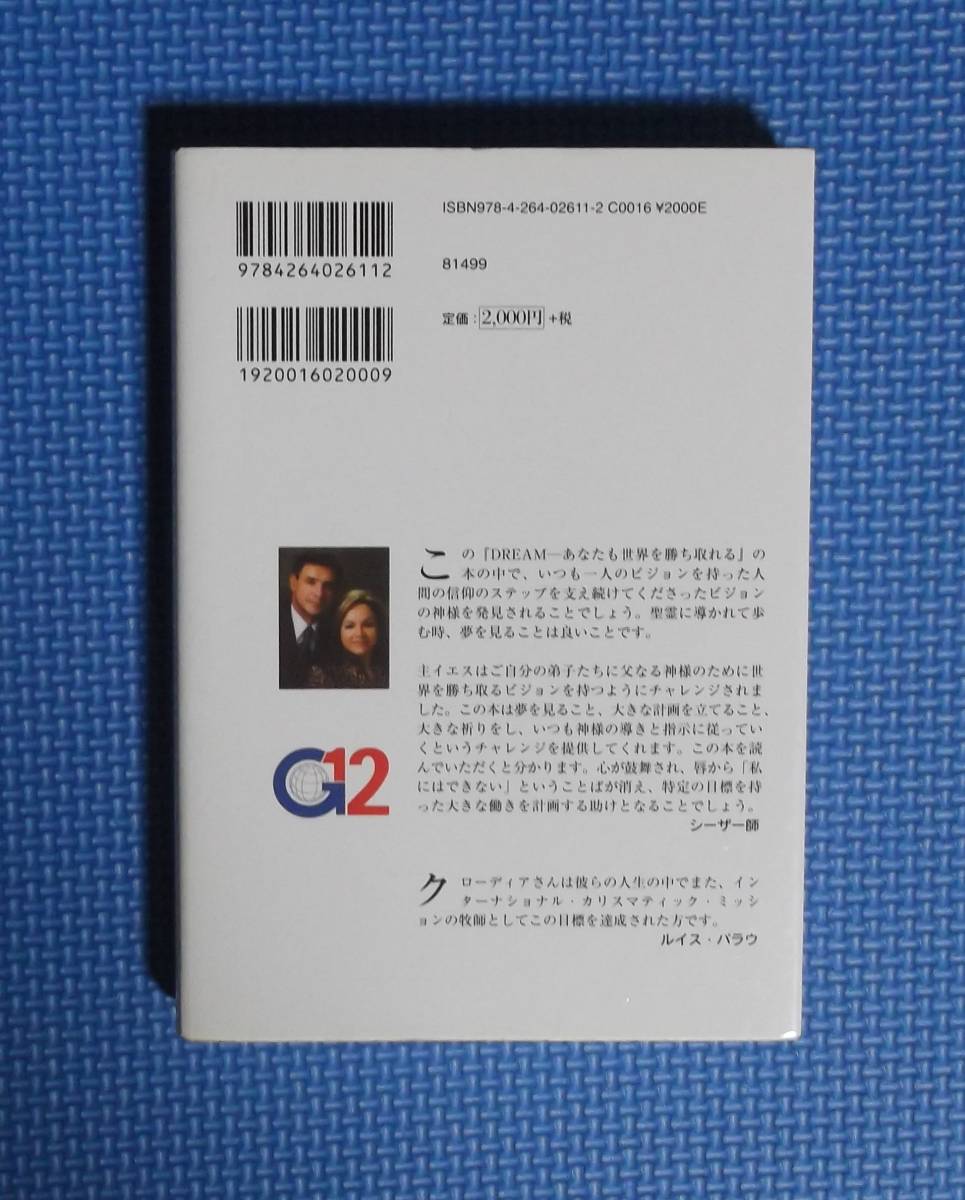 ISBN978-4-264-02611-2 C0016 ¥2000E
9784264026112
81499
定価：2,000円+税
1920016020009
この『DREAM―あなたも世界を勝ち取れる』の
本の中で、いつも一人のビジョンを持った人
間の信仰のステップを支え続けてくださったビジョン
の神様を発見されることでしょう。聖霊に導かれて歩
む時、夢を見ることは良いことです。
主イエスはご自分の弟子たちに父なる神様のために世
界を勝ち取るビジョンを持つようにチャレンジされま
した。この本は夢を見ること、大きな計画を立てること、
大きな祈りをし、いつも神様の導きと指示に従ってい
くというチャレンジを提供してくれます。この本を読
んでいただくと分かります。心が鼓舞され、唇から「私
にはできない」ということばが消え、特定の目標を持
った大きな働きを計画する助けとなることでしょう。
シーザー師
G12
クローディアさんは彼らの人生の中でまた、イン
ターナショナル・カリスマティック・ミッシ
ョンの牧師としてこの目標を達成された方です。
ルイス・パラウ